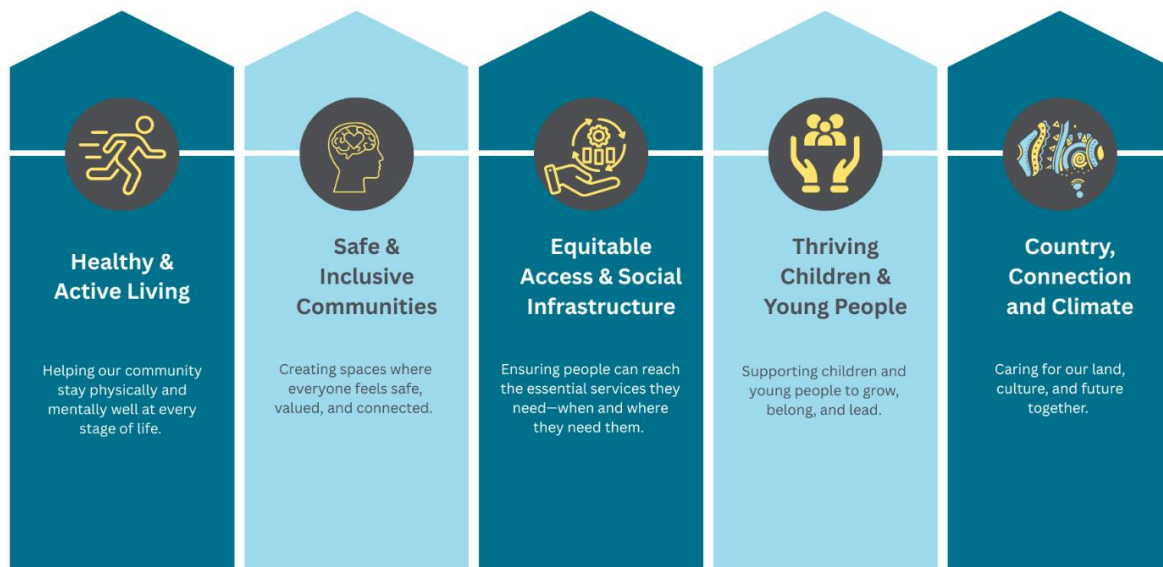 Healthy &
Active Living
Helping our community
stay physically and
mentally well at every
stage of life.
Safe &
Inclusive
Communities
Creating spaces where
everyone feels safe,
valued, and connected.
Equitable
Access & Social
Infrastructure
Ensuring people can reach
the essential services they
need—when and where
they need them.
Thriving
Children &
Young People
Supporting children and
young people to grow,
belong, and lead.
Country,
Connection
and Climate
Caring for our land,
culture, and future
together.